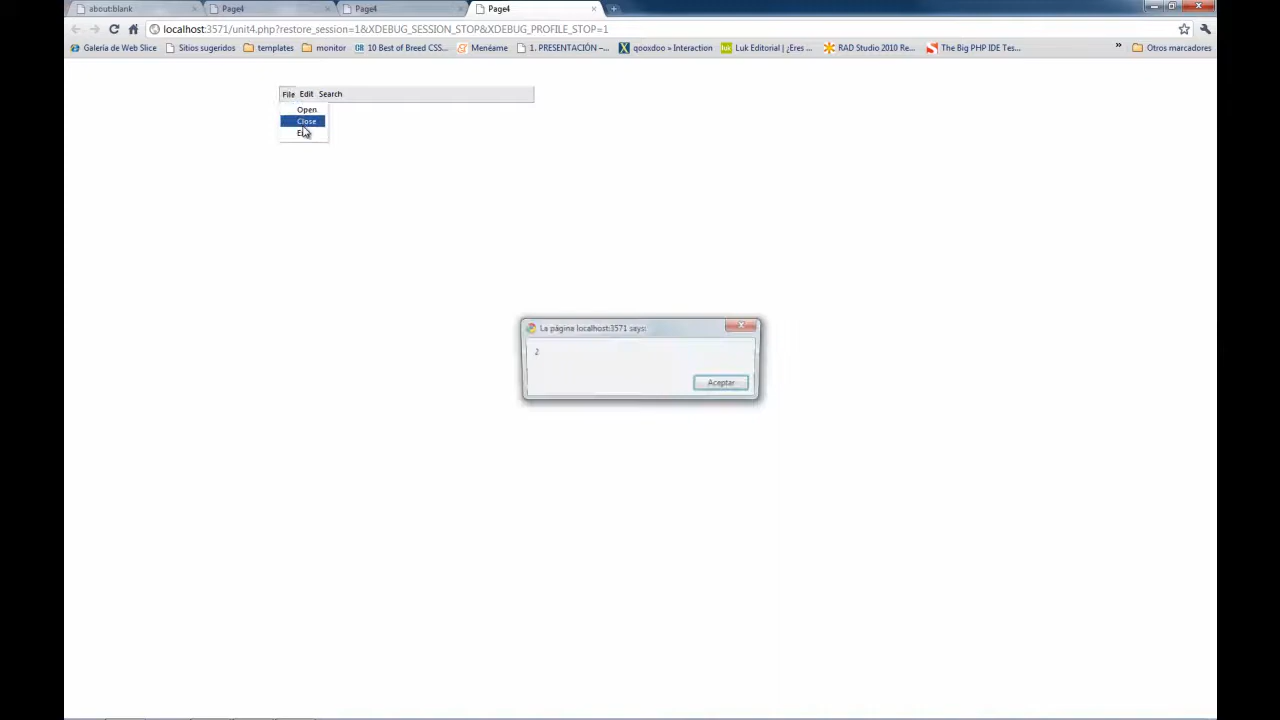 about:blank
Page4
Page4
Page4
localhost:3571/unit4.php?restore_session=1&XDEBUG_SESSION_STOP&XDEBUG_PROFILE_STOP=1
Galería de Web Slice
Sitios sugeridos
templates
monitor
10 Best of Breed CSS...
Menéame
1. PRESENTACIÓN –...
qooxdoo » Interaction
Luk Editorial | ¿Eres ...
RAD Studio 2010 Re...
The Big PHP IDE Tes...
»
Otros marcadores
File Edit Search
Open
Close
La página localhost:3571 says:
2
Aceptar